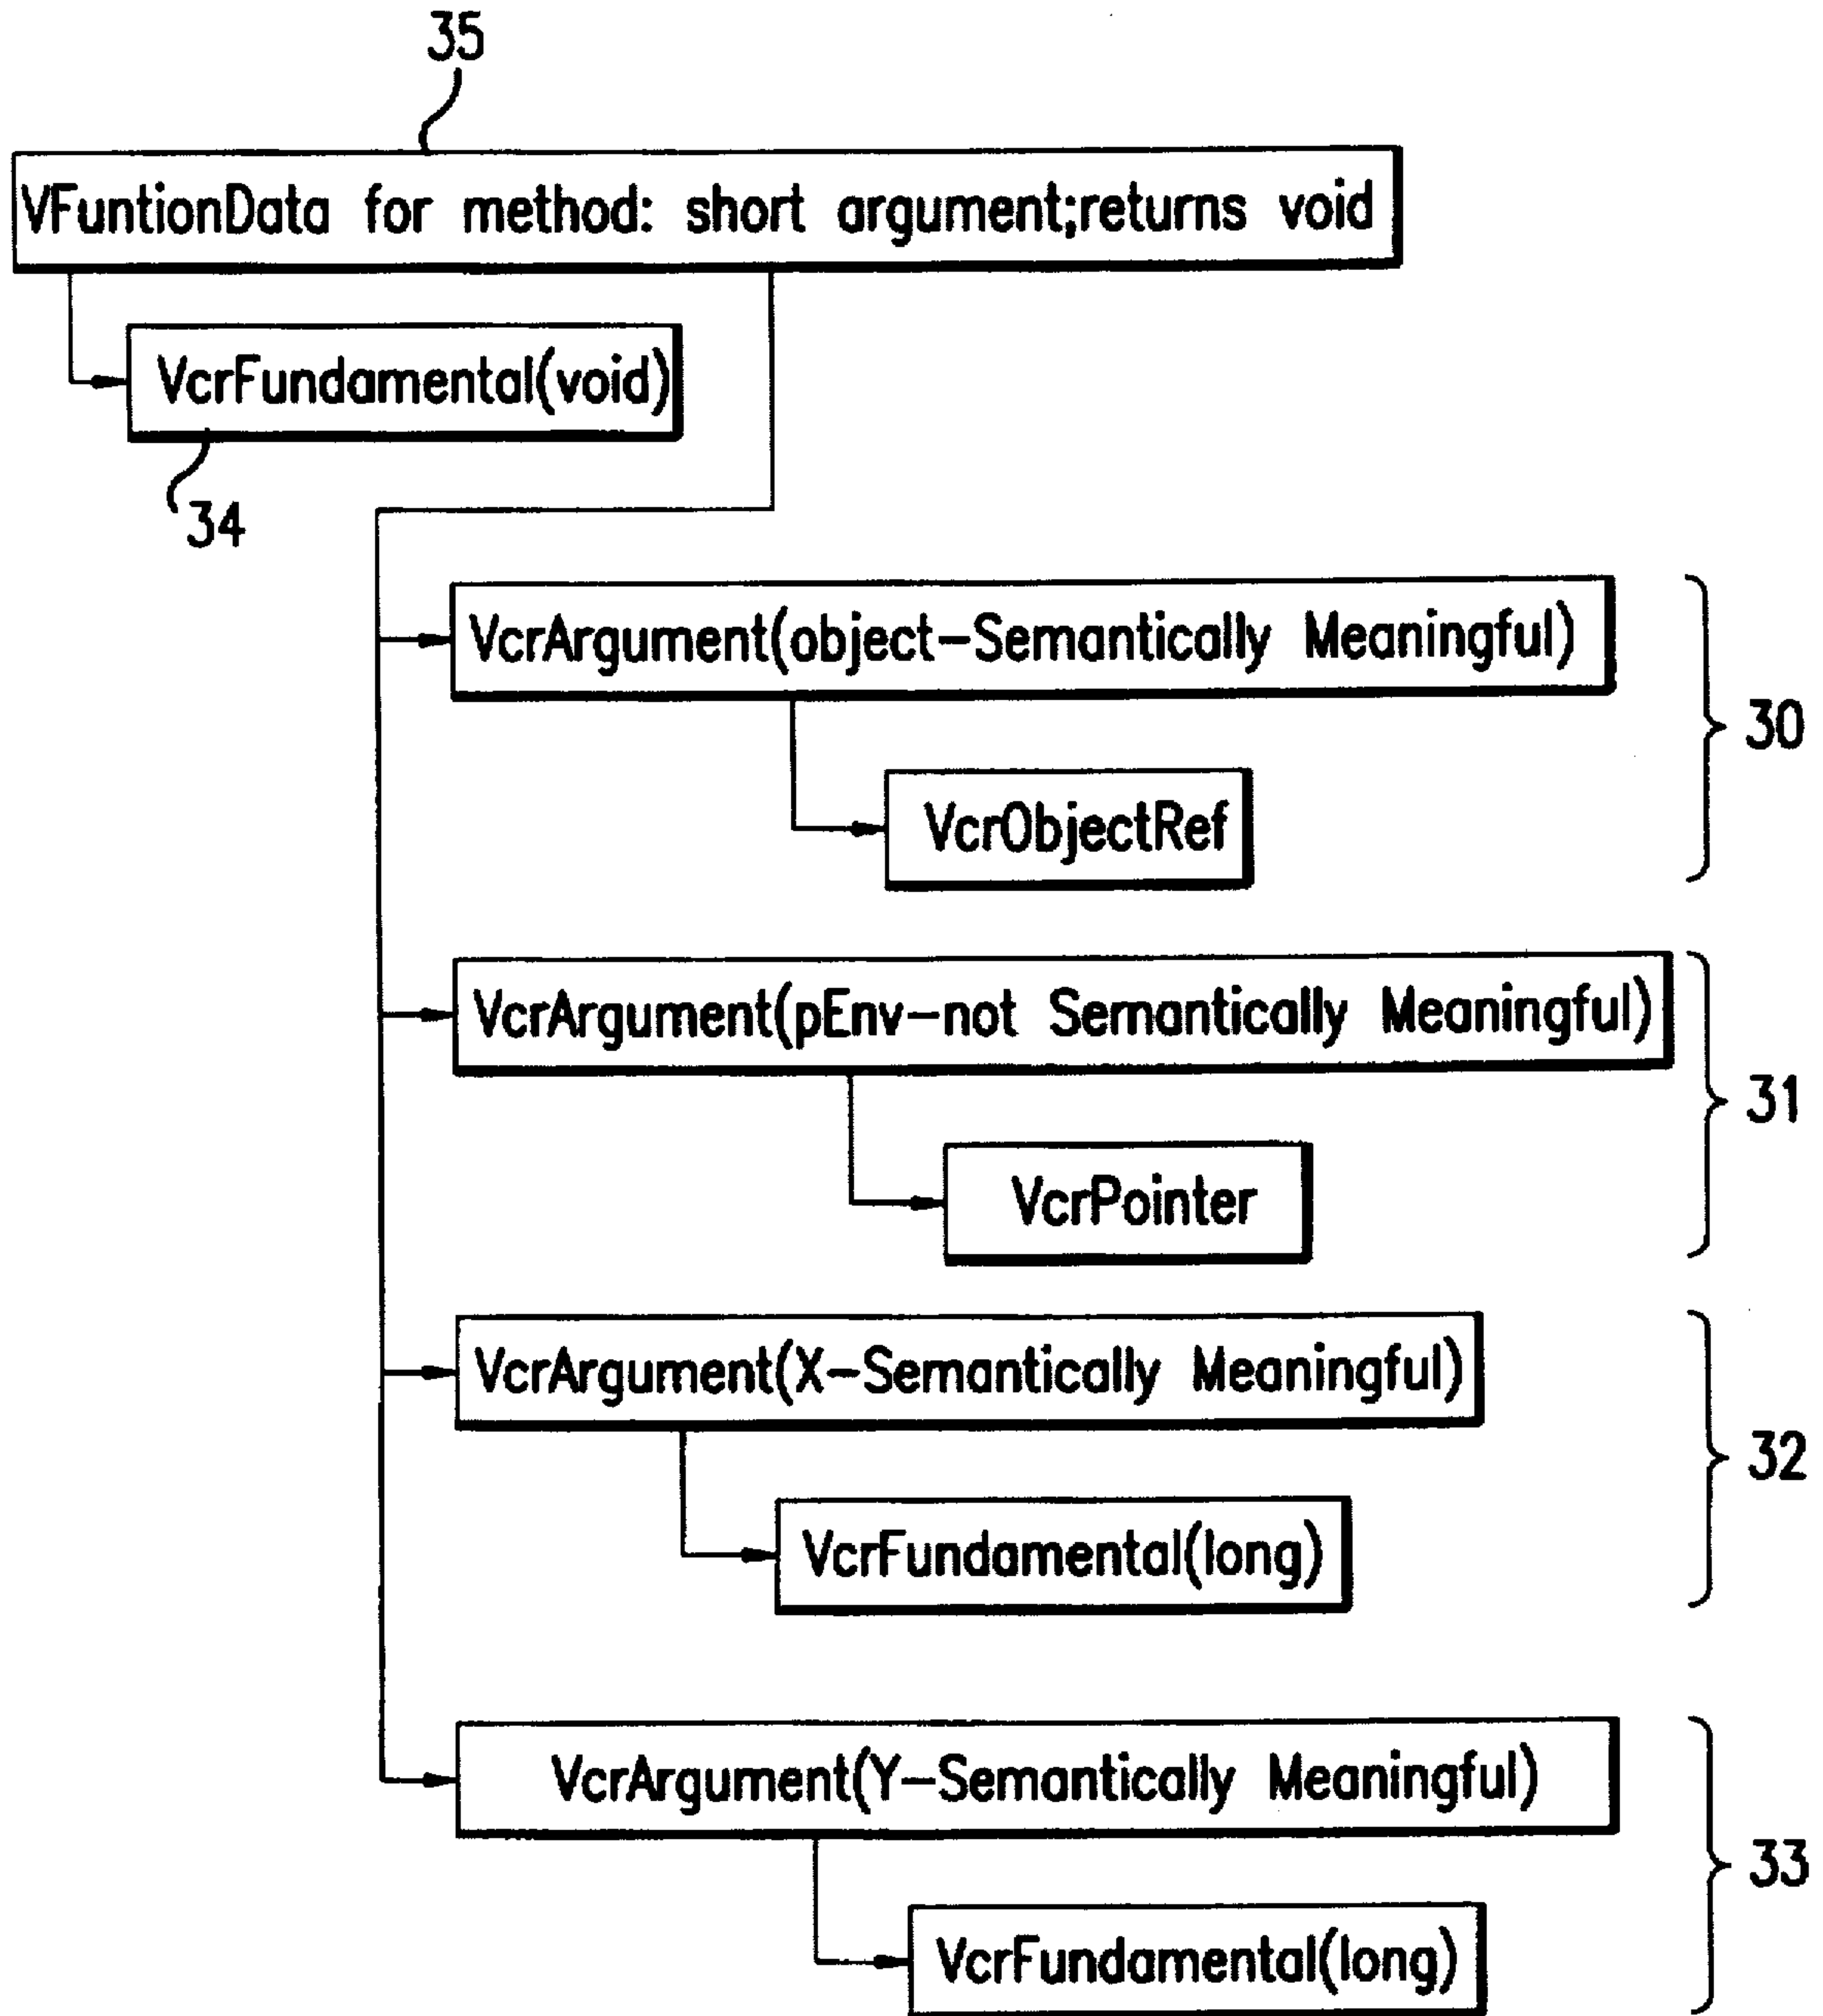 35
VFuntionData for method: short argument;returns void
VcrFundamental(void)
34
VcrArgument(object-Semantically Meaningful)
30
VcrObjectRef
VcrArgument(pEnv-not Semantically Meaningful)
31
VcrPointer
VcrArgument(X-Semantically Meaningful)
32
VcrFundamental(long)
VcrArgument(Y-Semantically Meaningful)
33
VcrFundamental(long)